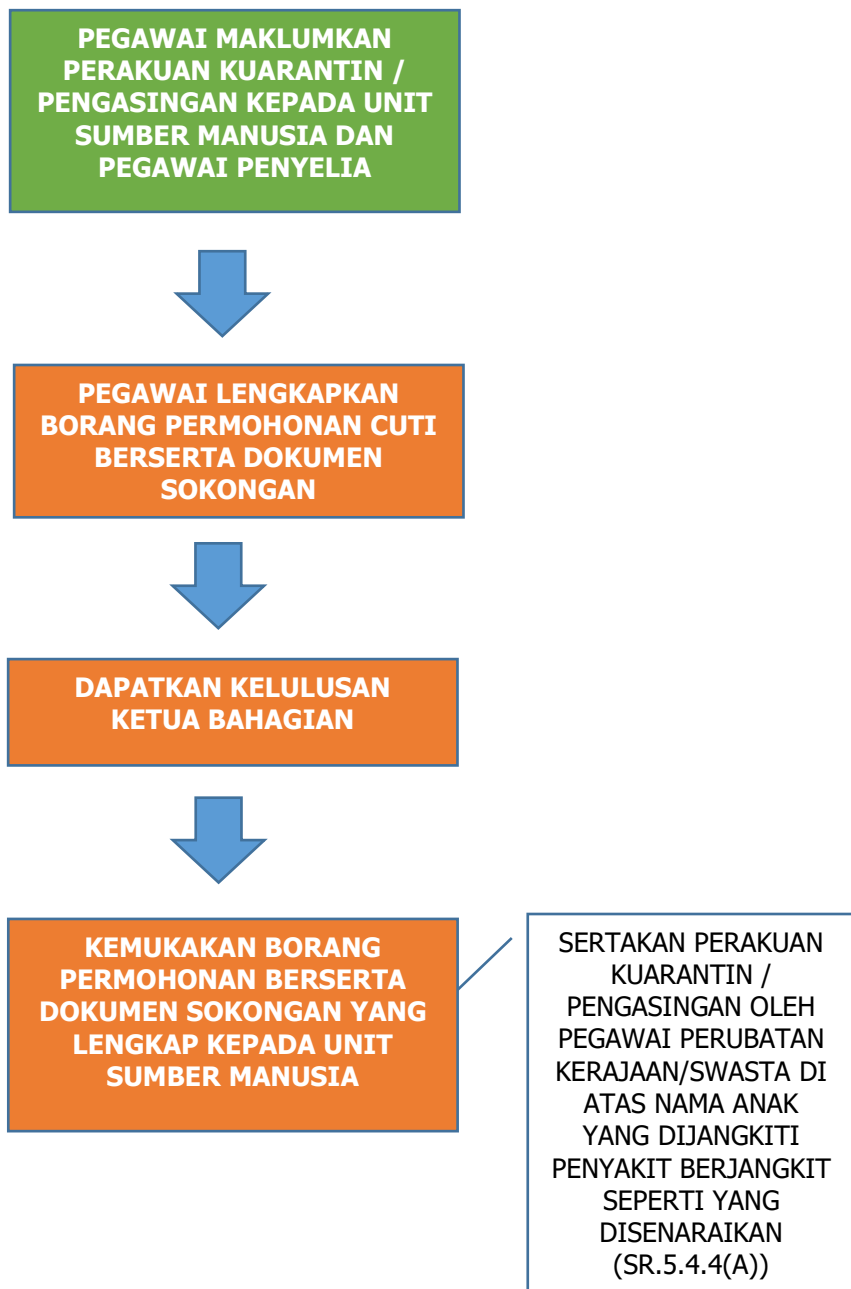 PEGAWAI MAKLUMKAN
PERAKUAN KUARANTIN /
PENGASINGAN KEPADA UNIT
SUMBER MANUSIA DAN
PEGAWAI PENYELIA
PEGAWAI LENGKAPKAN
BORANG PERMOHONAN CUTI
BERSERTA DOKUMEN
SOKONGAN
DAPATKAN KELULUSAN
KETUA BAHAGIAN
KEMUKAKAN BORANG
PERMOHONAN BERSERTA
DOKUMEN SOKONGAN YANG
LENGKAP KEPADA UNIT
SUMBER MANUSIA
SERTAKAN PERAKUAN
KUARANTIN /
PENGASINGAN OLEH
PEGAWAI PERUBATAN
KERAJAAN/SWASTA DI
ATAS NAMA ANAK
YANG DIJANGKITI
PENYAKIT BERJANGKIT
SEPERTI YANG
DISENARAIKAN
(SR.5.4.4(A))